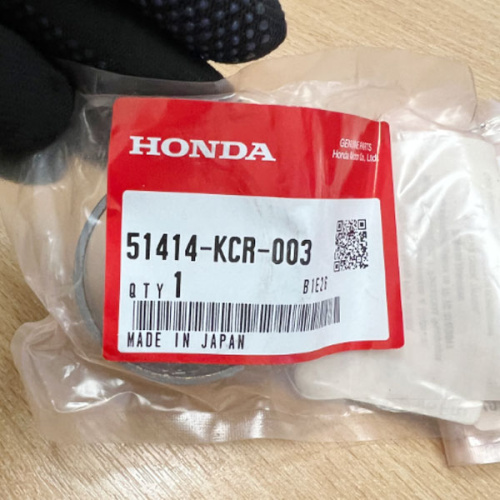 HONDA
GENUINE PARTS
Honda Motor Co., Ltd.
51414-KCR-003
QTY 1
B1E26
MADE IN JAPAN